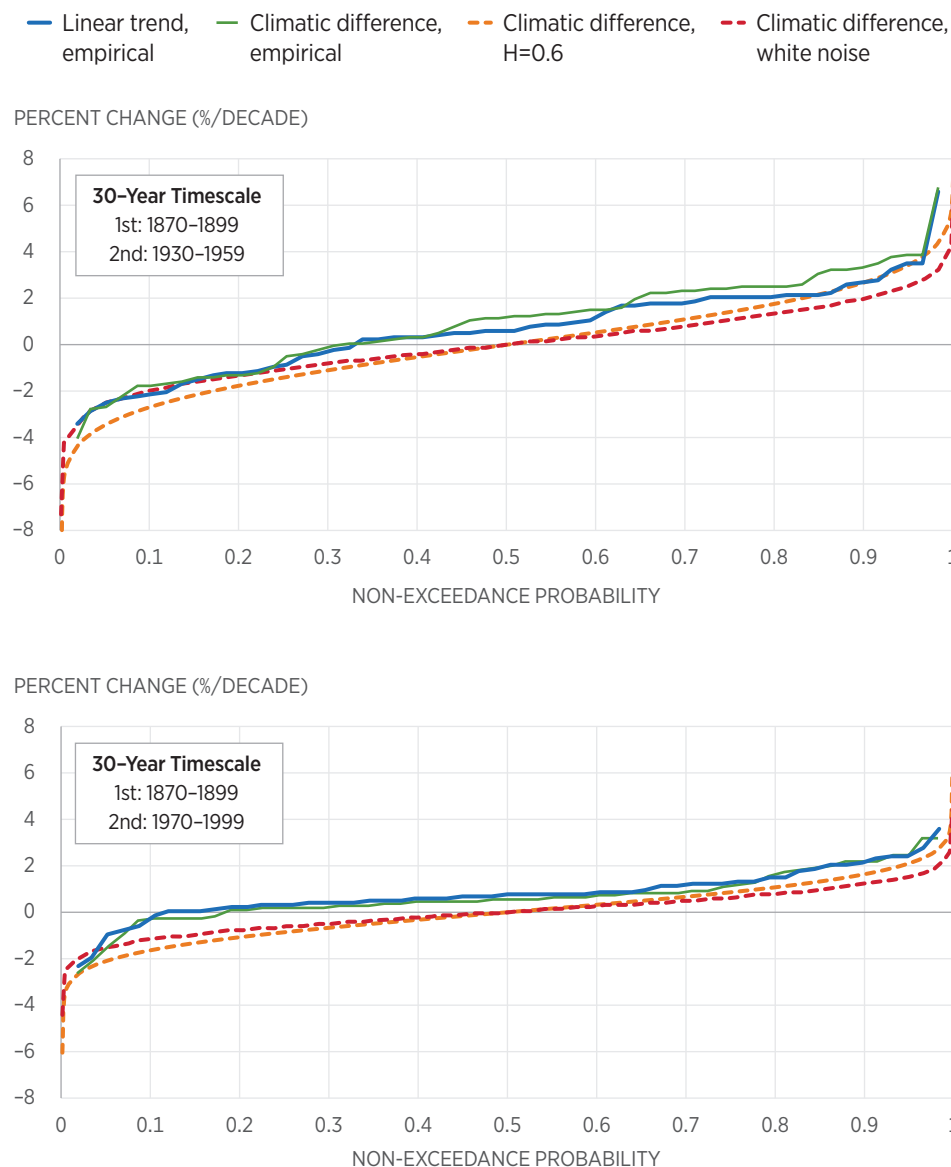 Linear trend, empirical
Climatic difference, empirical
Climatic difference, H=0.6
Climatic difference, white noise
PERCENT CHANGE (%/DECADE)
8
6
4
2
0
–2
–4
–6
–8
30–Year Timescale
1st: 1870–1899
2nd: 1930–1959
0 0.1 0.2 0.3 0.4 0.5 0.6 0.7 0.8 0.9 1
NON-EXCEEDANCE PROBABILITY
PERCENT CHANGE (%/DECADE)
8
6
4
2
0
–2
–4
–6
–8
30–Year Timescale
1st: 1870–1899
2nd: 1970–1999
0 0.1 0.2 0.3 0.4 0.5 0.6 0.7 0.8 0.9 1
NON-EXCEEDANCE PROBABILITY